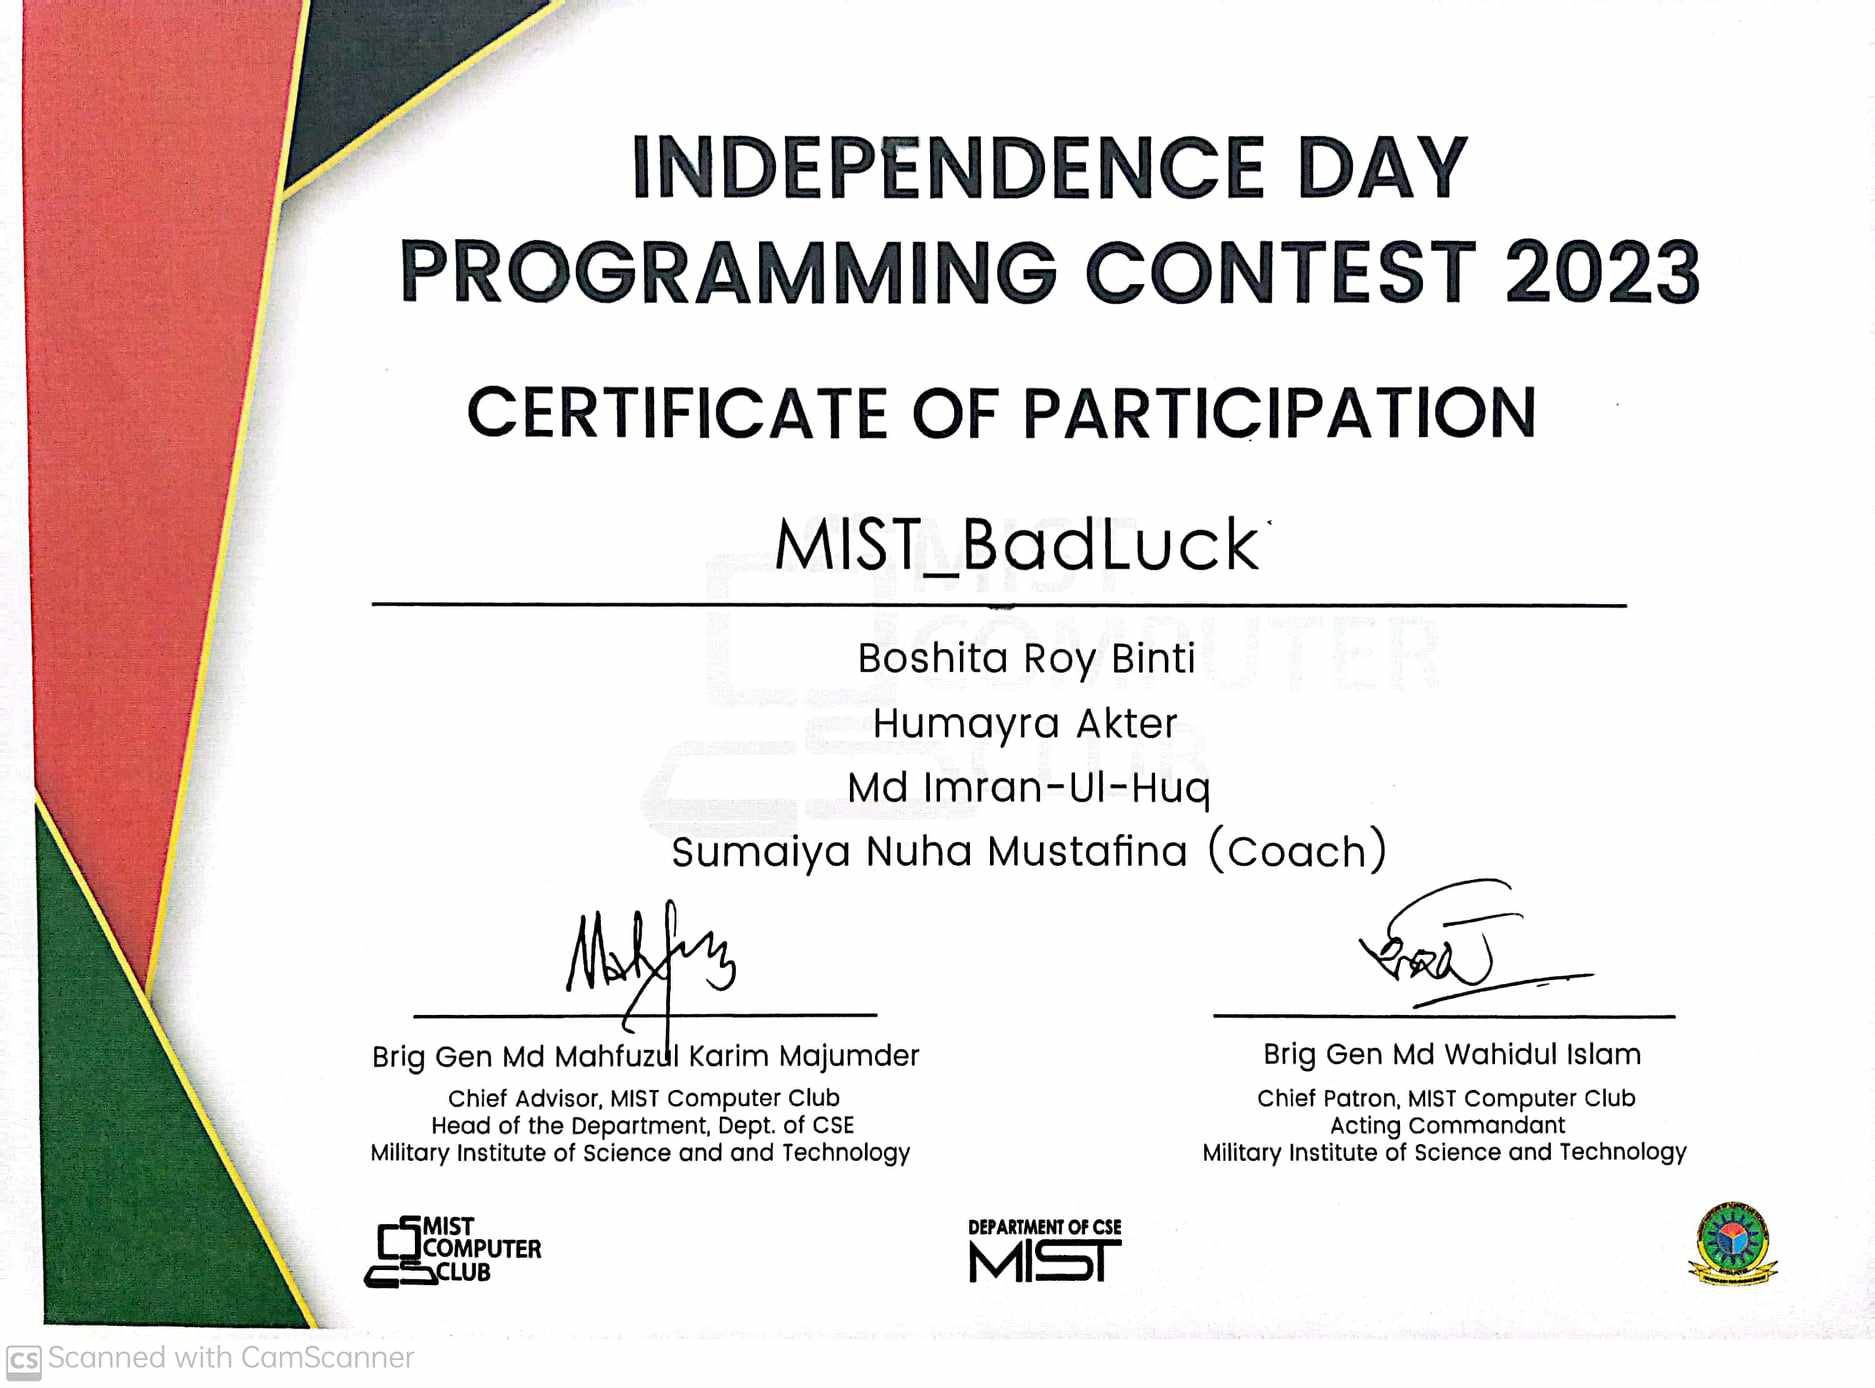 INDEPENDENCE DAY
PROGRAMMING CONTEST 2023
CERTIFICATE OF PARTICIPATION
MIST_BadLuck
MIST
COMPUTER
CLUB
Boshita Roy Binti
Humayra Akter
Md Imran-Ul-Huq
Sumaiya Nuha Mustafina (Coach)
Mahfuz
Brig Gen Md Mahfuzul Karim Majumder
Chief Advisor, MIST Computer Club
Head of the Department, Dept. of CSE
Military Institute of Science and and Technology
Brig Gen Md Wahidul Islam
Chief Patron, MIST Computer Club
Acting Commandant
Military Institute of Science and Technology
MIST
COMPUTER
CLUB
DEPARTMENT OF CSE
MIST
CS Scanned with CamScanner